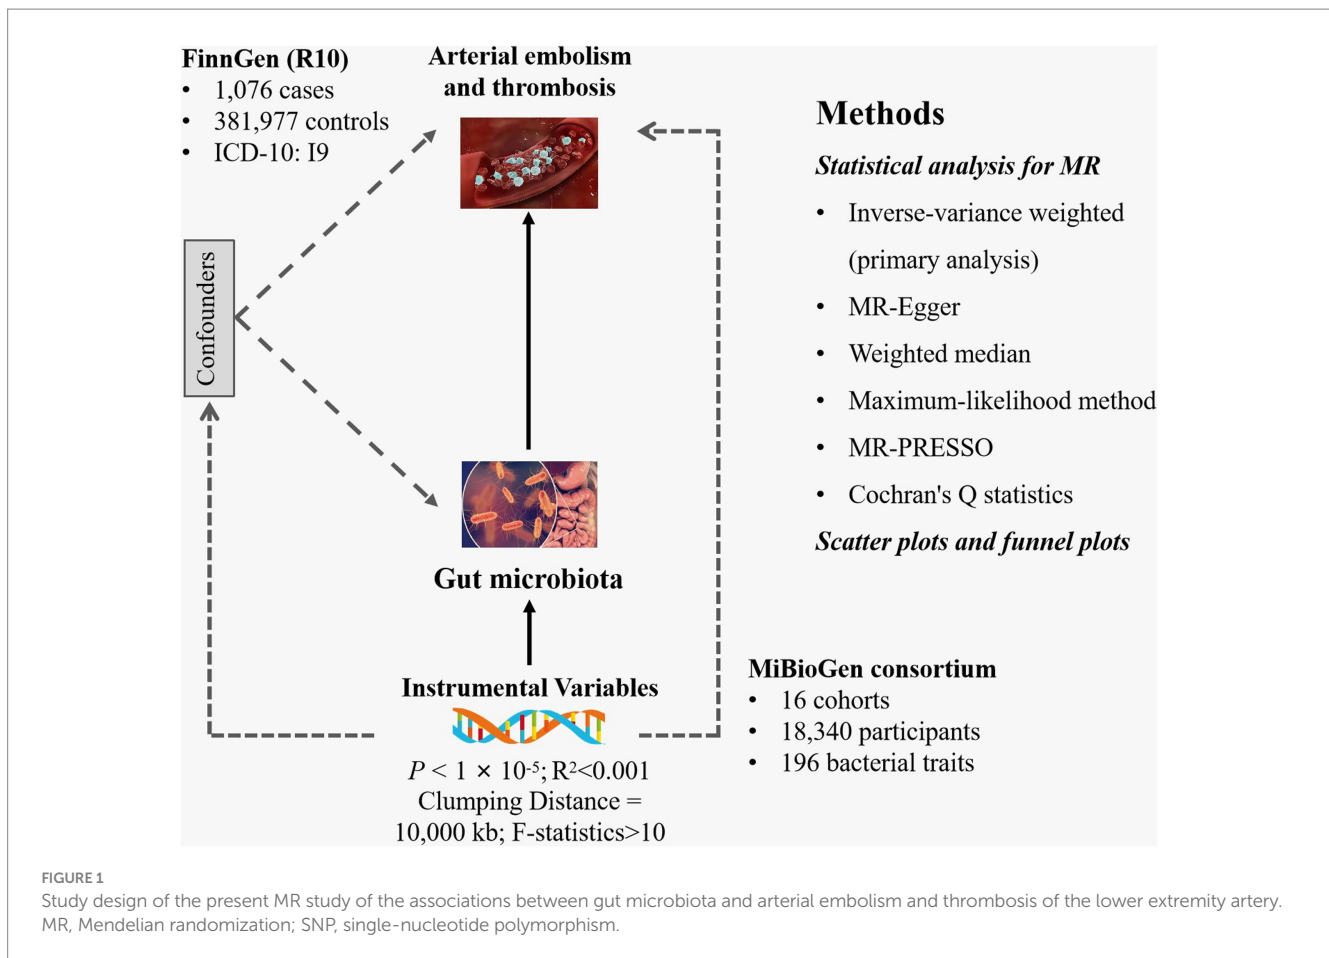 FinnGen (R10)
• 1,076 cases
• 381,977 controls
• ICD-10: I9
Arterial embolism
and thrombosis
Confounders
Gut microbiota
Instrumental Variables
P < 1 × 10⁻⁵; R²<0.001
Clumping Distance =
10,000 kb; F-statistics>10
Methods
Statistical analysis for MR
• Inverse-variance weighted
(primary analysis)
• MR-Egger
• Weighted median
• Maximum-likelihood method
• MR-PRESSO
• Cochran's Q statistics
Scatter plots and funnel plots
MiBioGen consortium
• 16 cohorts
• 18,340 participants
• 196 bacterial traits
FIGURE 1
Study design of the present MR study of the associations between gut microbiota and arterial embolism and thrombosis of the lower extremity artery.
MR, Mendelian randomization; SNP, single-nucleotide polymorphism.